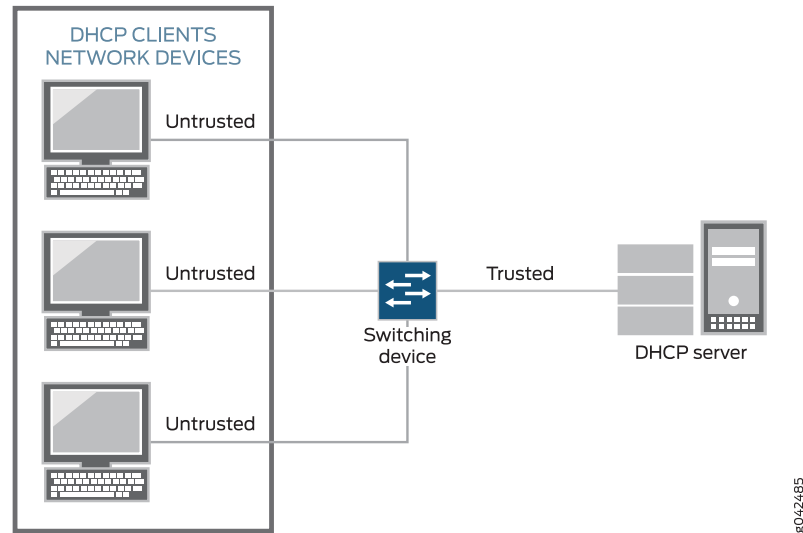 DHCP CLIENTS
NETWORK DEVICES
Untrusted
Untrusted
Trusted
Switching
device
DHCP server
Untrusted
g042485